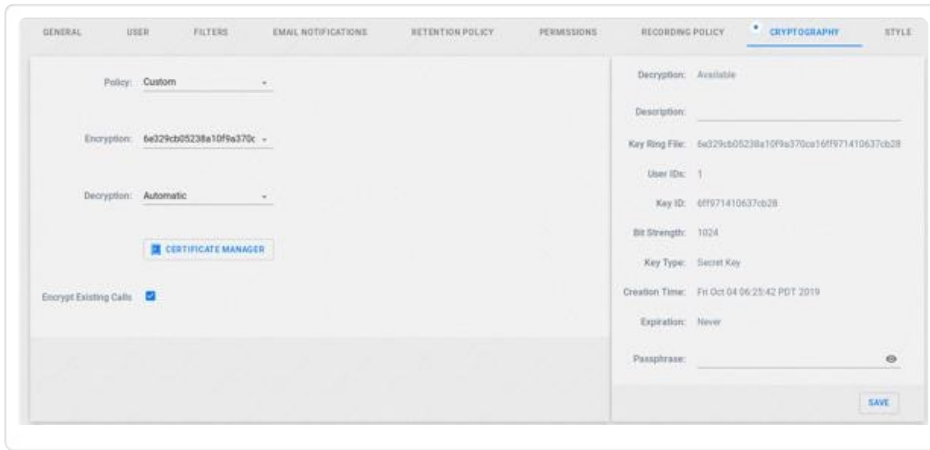 GENERAL USER FILTERS EMAIL NOTIFICATIONS RETENTION POLICY PERMISSIONS RECORDING POLICY CRYPTOGRAPHY STYLE
Policy: Custom
Encryption: 6e329cb05238a10f9a370c
Decryption: Automatic
CERTIFICATE MANAGER
Encrypt Existing Calls
Decryption: Available
Description:
Key Ring File: 6e329cb05238a10f9a370ca16ff971410637cb28
User IDs: 1
Key ID: 6ff971410637cb28
Bit Strength: 1024
Key Type: Secret Key
Creation Time: Fri Oct 04 06:25:42 PDT 2019
Expiration: Never
Passphrase:
SAVE